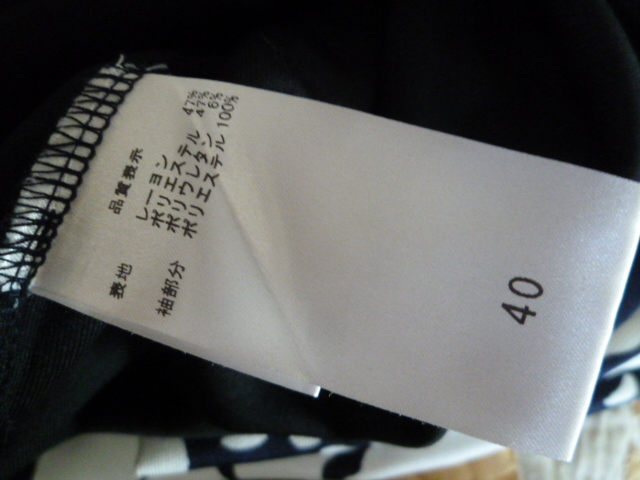 品質表示
表地 レーヨン 47%
ポリエステル 47%
ポリウレタン 6%
袖部分 ポリエステル 100%
40